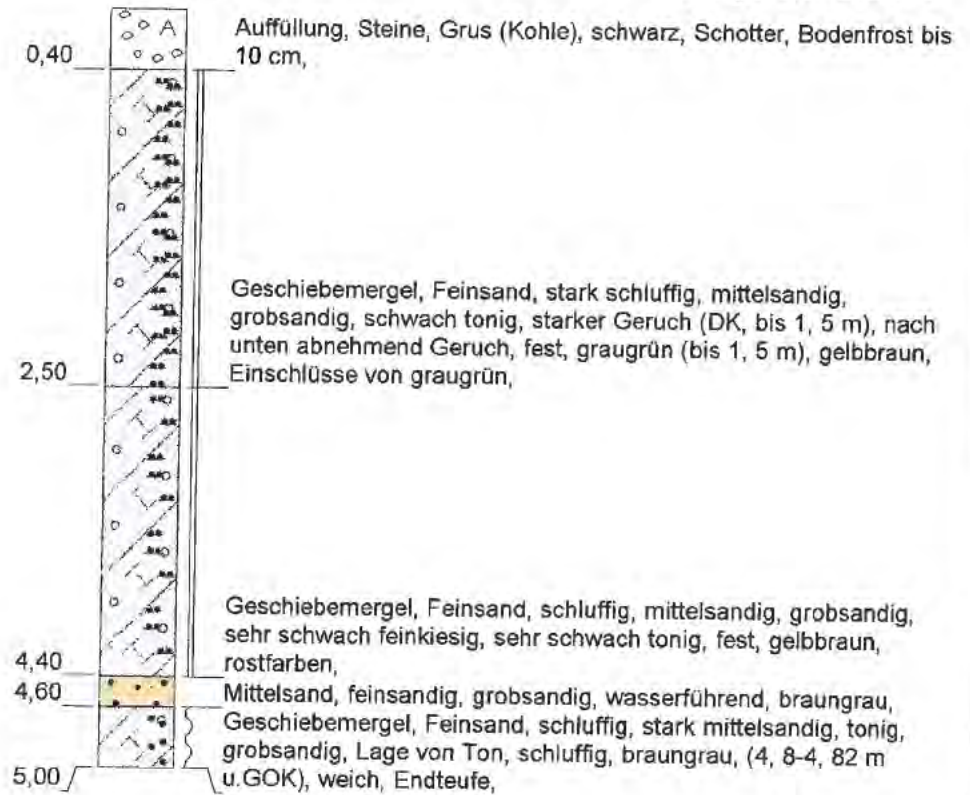 A
Auffüllung, Steine, Grus (Kohle), schwarz, Schotter, Bodenfrost bis
10 cm,
0,40
Geschiebemergel, Feinsand, stark schluffig, mittelsandig,
grobsandig, schwach tonig, starker Geruch (DK, bis 1, 5 m), nach
unten abnehmend Geruch, fest, graugrün (bis 1, 5 m), gelbbraun,
Einschlüsse von graugrün,
2,50
Geschiebemergel, Feinsand, schluffig, mittelsandig, grobsandig,
sehr schwach feinkiesig, sehr schwach tonig, fest, gelbbraun,
rostfarben,
4,40
Mittelsand, feinsandig, grobsandig, wasserführend, braungrau,
4,60
Geschiebemergel, Feinsand, schluffig, stark mittelsandig, tonig,
grobsandig, Lage von Ton, schluffig, braungrau, (4, 8-4, 82 m
u.GOK), weich, Endteufe,
5,00